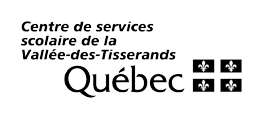 Centre de services
scolaire de la
Vallée-des-Tisserands
Québec